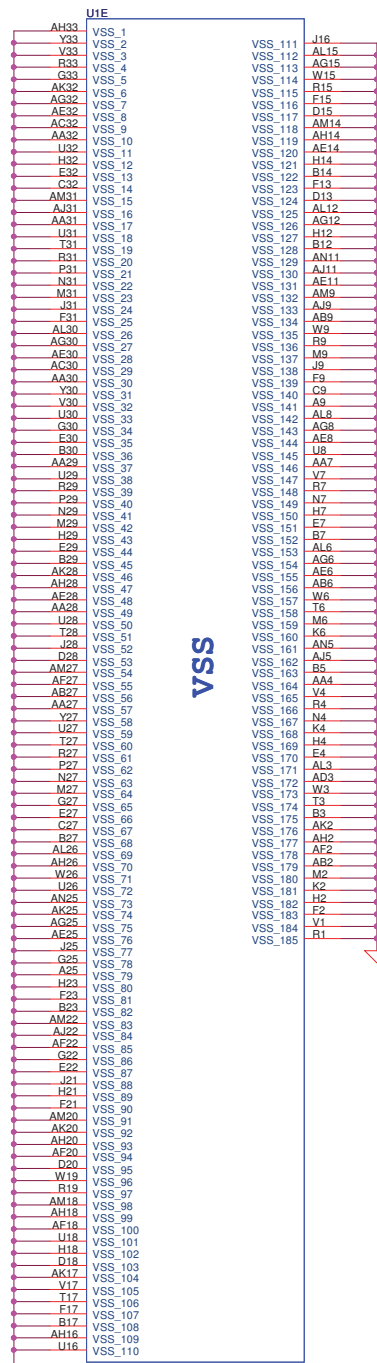 U1E
AH33 VSS_1
Y33 VSS_2
V33 VSS_3
R33 VSS_4
G33 VSS_5
AK32 VSS_6
AG32 VSS_7
AE32 VSS_8
AC32 VSS_9
AA32 VSS_10
U32 VSS_11
H32 VSS_12
E32 VSS_13
C32 VSS_14
AM31 VSS_15
AJ31 VSS_16
AA31 VSS_17
U31 VSS_18
T31 VSS_19
R31 VSS_20
P31 VSS_21
N31 VSS_22
M31 VSS_23
J31 VSS_24
F31 VSS_25
AL30 VSS_26
AG30 VSS_27
AE30 VSS_28
AC30 VSS_29
AA30 VSS_30
Y30 VSS_31
V30 VSS_32
U30 VSS_33
G30 VSS_34
E30 VSS_35
B30 VSS_36
AA29 VSS_37
U29 VSS_38
R29 VSS_39
P29 VSS_40
N29 VSS_41
M29 VSS_42
H29 VSS_43
E29 VSS_44
B29 VSS_45
AK28 VSS_46
AH28 VSS_47
AE28 VSS_48
AA28 VSS_49
U28 VSS_50
T28 VSS_51
J28 VSS_52
D28 VSS_53
AM27 VSS_54
AF27 VSS_55
AB27 VSS_56
AA27 VSS_57
Y27 VSS_58
U27 VSS_59
T27 VSS_60
R27 VSS_61
P27 VSS_62
N27 VSS_63
M27 VSS_64
G27 VSS_65
E27 VSS_66
C27 VSS_67
B27 VSS_68
AL26 VSS_69
AH26 VSS_70
W26 VSS_71
U26 VSS_72
AN25 VSS_73
AK25 VSS_74
AG25 VSS_75
AE25 VSS_76
J25 VSS_77
G25 VSS_78
A25 VSS_79
H23 VSS_80
F23 VSS_81
B23 VSS_82
AM22 VSS_83
AJ22 VSS_84
AF22 VSS_85
G22 VSS_86
E22 VSS_87
J21 VSS_88
H21 VSS_89
F21 VSS_90
AM20 VSS_91
AK20 VSS_92
AH20 VSS_93
AF20 VSS_94
D20 VSS_95
W19 VSS_96
R19 VSS_97
AM18 VSS_98
AH18 VSS_99
AF18 VSS_100
U18 VSS_101
H18 VSS_102
D18 VSS_103
AK17 VSS_104
V17 VSS_105
T17 VSS_106
F17 VSS_107
B17 VSS_108
AH16 VSS_109
U16 VSS_110
VSS
VSS_111 J16
VSS_112 AL15
VSS_113 AG15
VSS_114 W15
VSS_115 R15
VSS_116 F15
VSS_117 D15
VSS_118 AM14
VSS_119 AH14
VSS_120 AE14
VSS_121 H14
VSS_122 B14
VSS_123 F13
VSS_124 D13
VSS_125 AL12
VSS_126 AG12
VSS_127 H12
VSS_128 B12
VSS_129 AN11
VSS_130 AJ11
VSS_131 AE11
VSS_132 AM9
VSS_133 AJ9
VSS_134 AB9
VSS_135 W9
VSS_136 R9
VSS_137 M9
VSS_138 J9
VSS_139 F9
VSS_140 C9
VSS_141 A9
VSS_142 AL8
VSS_143 AG8
VSS_144 AE8
VSS_145 U8
VSS_146 AA7
VSS_147 V7
VSS_148 R7
VSS_149 N7
VSS_150 H7
VSS_151 E7
VSS_152 B7
VSS_153 AL6
VSS_154 AG6
VSS_155 AE6
VSS_156 AB6
VSS_157 W6
VSS_158 T6
VSS_159 M6
VSS_160 K6
VSS_161 AN5
VSS_162 AJ5
VSS_163 B5
VSS_164 AA4
VSS_165 V4
VSS_166 R4
VSS_167 N4
VSS_168 K4
VSS_169 H4
VSS_170 E4
VSS_171 AL3
VSS_172 AD3
VSS_173 W3
VSS_174 T3
VSS_175 B3
VSS_176 AK2
VSS_177 AH2
VSS_178 AF2
VSS_179 AB2
VSS_180 M2
VSS_181 K2
VSS_182 H2
VSS_183 F2
VSS_184 V1
VSS_185 R1